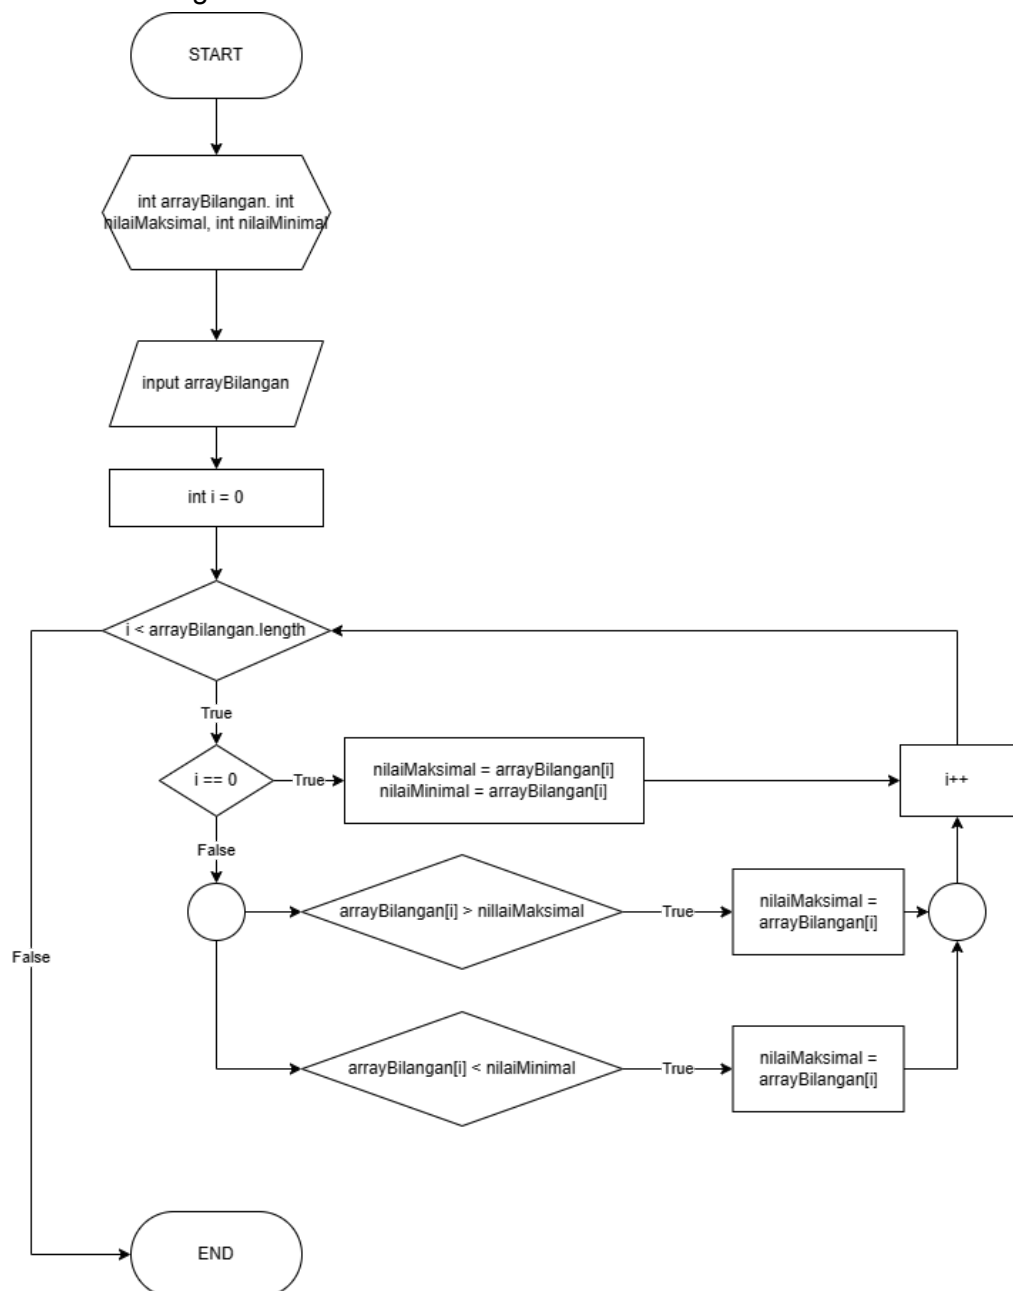 START
int arrayBilangan. int
nilaiMaksimal, int nilaiMinimal
input arrayBilangan
int i = 0
i < arrayBilangan.length
True
i == 0
True
nilaiMaksimal = arrayBilangan[i]
nilaiMinimal = arrayBilangan[i]
i++
False
arrayBilangan[i] > nillaiMaksimal
True
nilaiMaksimal =
arrayBilangan[i]
False
arrayBilangan[i] < nilaiMinimal
True
nilaiMaksimal =
arrayBilangan[i]
END